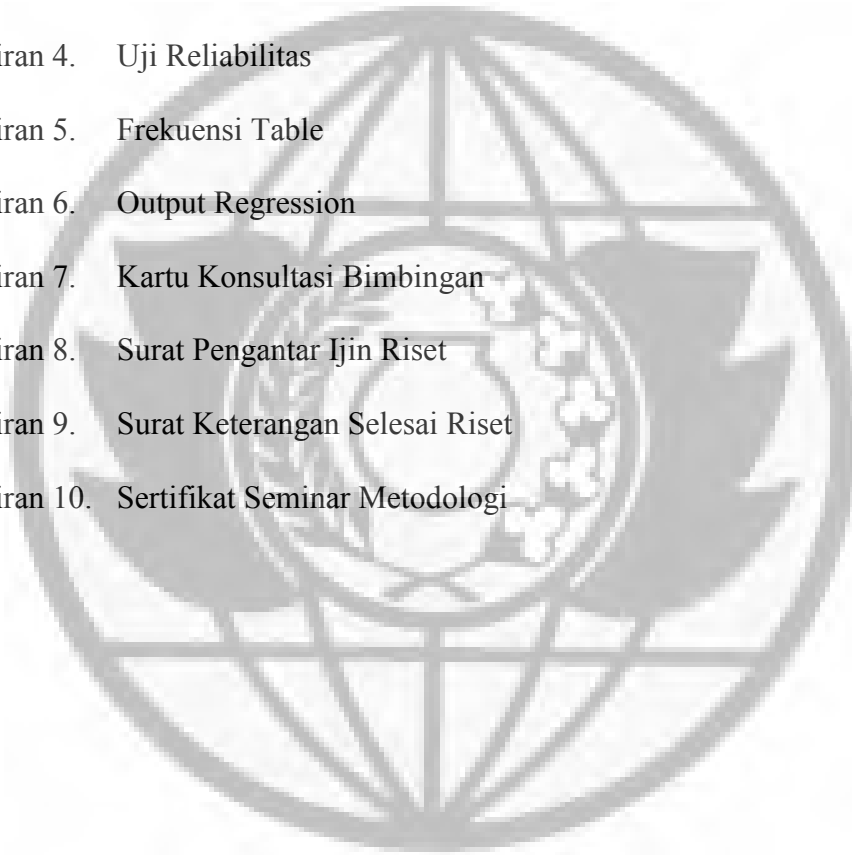 iran 4. Uji Reliabilitas
iran 5. Frekuensi Table
iran 6. Output Regression
iran 7. Kartu Konsultasi Bimbingan
iran 8. Surat Pengantar Ijin Riset
iran 9. Surat Keterangan Selesai Riset
iran 10. Sertifikat Seminar Metodologi